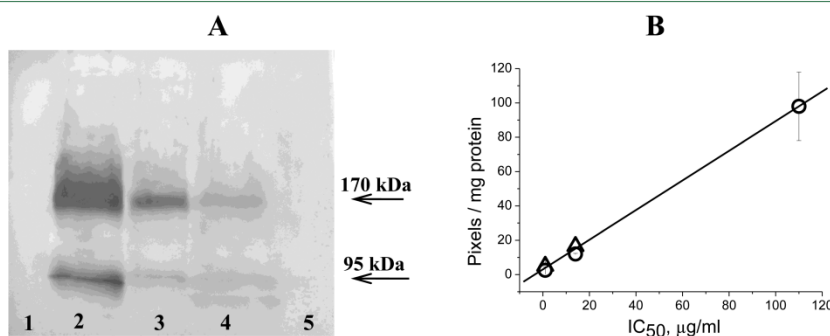 A
B
170 kDa
95 kDa
1 2 3 4 5
Pixels / mg protein
120
100
80
60
40
20
0
0 20 40 60 80 100 120
IC50, μg/ml